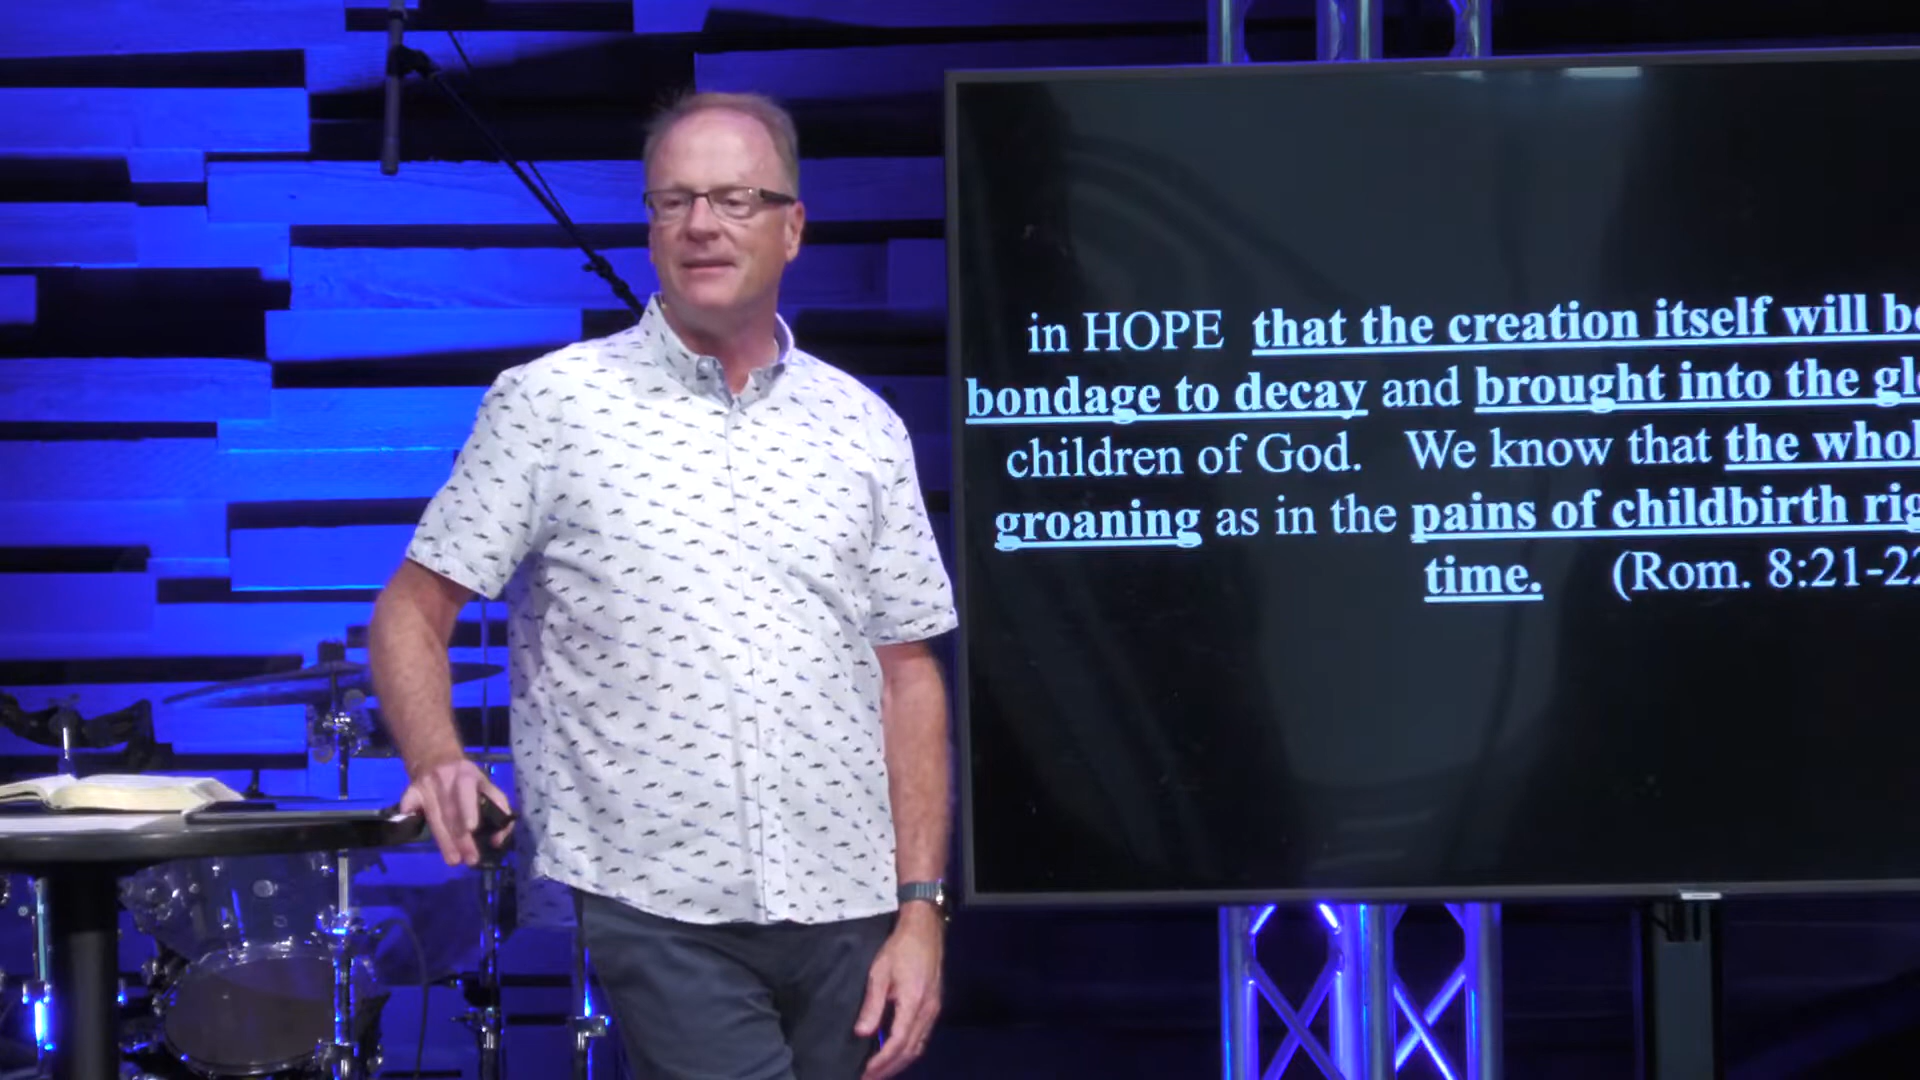 in HOPE that the creation itself will
bondage to decay and brought into the
children of God. We know that the
groaning as in the pains of childbirth
time. (Rom. 8:21-22